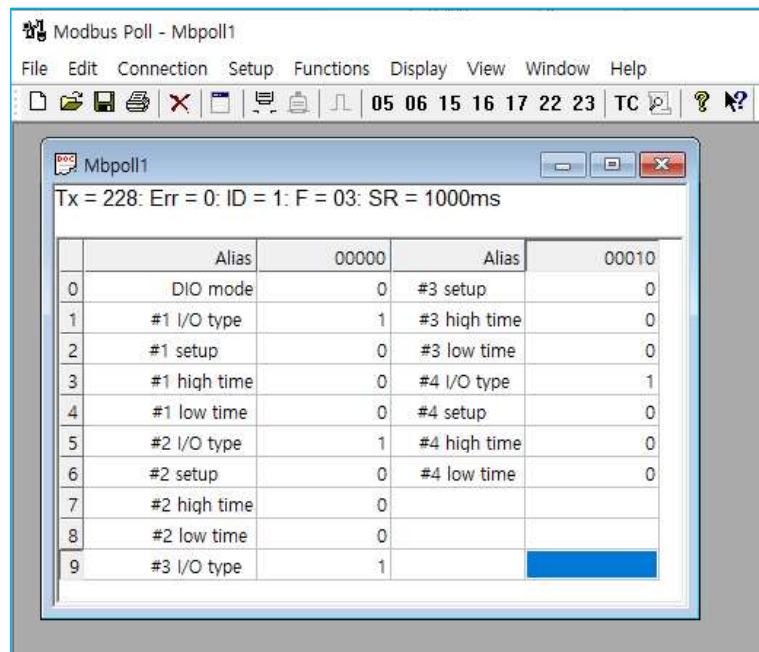 Modbus Poll - Mbpoll1
File Edit Connection Setup Functions Display View Window Help
05 06 15 16 17 22 23 TC
Mbpoll1
Tx = 228: Err = 0: ID = 1: F = 03: SR = 1000ms
Alias 00000 Alias 00010
0 DIO mode 0 #3 setup 0
1 #1 I/O type 1 #3 high time 0
2 #1 setup 0 #3 low time 0
3 #1 high time 0 #4 I/O type 1
4 #1 low time 0 #4 setup 0
5 #2 I/O type 1 #4 high time 0
6 #2 setup 0 #4 low time 0
7 #2 high time 0
8 #2 low time 0
9 #3 I/O type 1